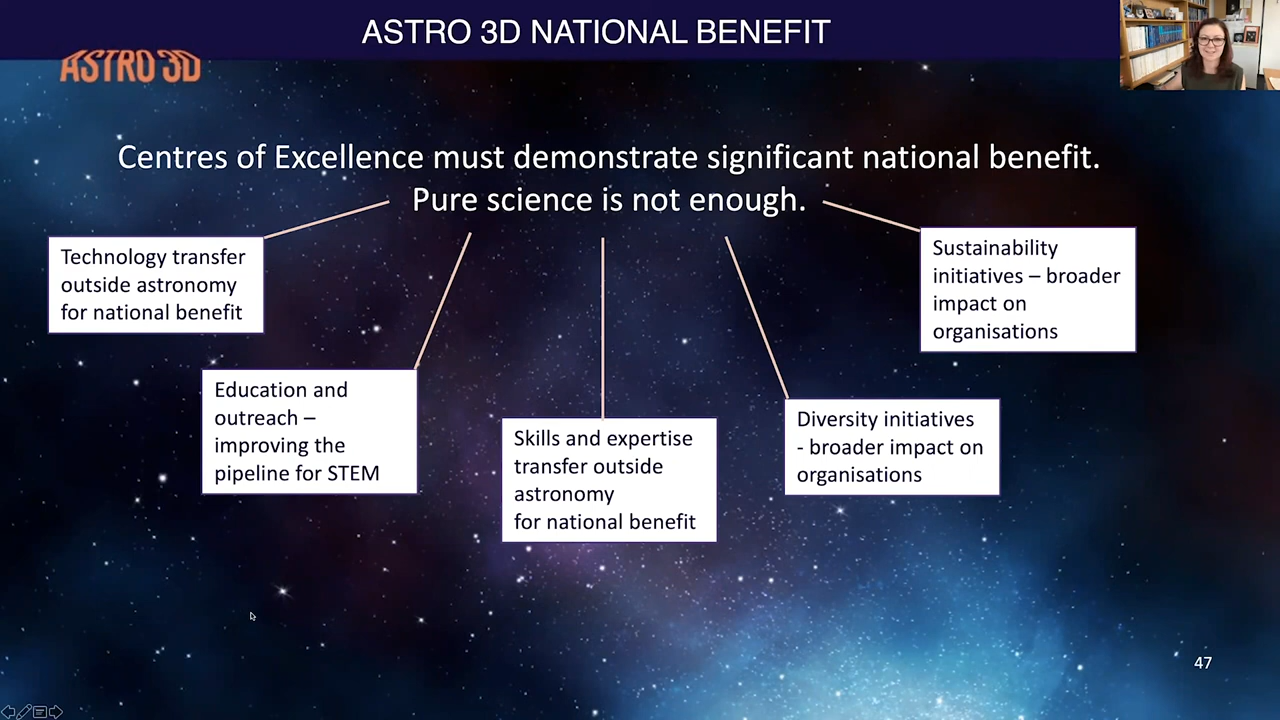 ASTRO 3D NATIONAL BENEFIT
ASTRO 3D
Centres of Excellence must demonstrate significant national benefit.
Pure science is not enough.
Technology transfer
outside astronomy
for national benefit
Education and
outreach –
improving the
pipeline for STEM
Skills and expertise
transfer outside
astronomy
for national benefit
Diversity initiatives
- broader impact on
organisations
Sustainability
initiatives – broader
impact on
organisations
47